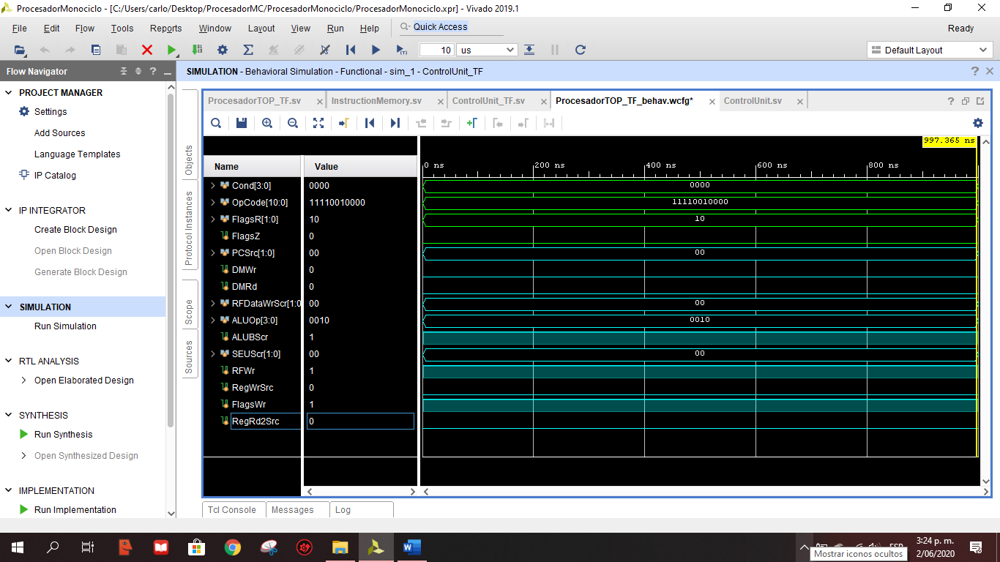 ProcesadorMonociclo - [C:/Users/carlo/Desktop/ProcesadorMC/ProcesadorMonociclo/ProcesadorMonociclo.xpr] - Vivado 2019.1
File Edit Flow Tools Reports Window Layout View Run Help Quick Access Ready
10 us Default Layout
Flow Navigator
SIMULATION - Behavioral Simulation - Functional - sim_1 - ControlUnit_TF
PROJECT MANAGER
Settings
Add Sources
Language Templates
IP Catalog
IP INTEGRATOR
Create Block Design
Open Block Design
Generate Block Design
SIMULATION
Run Simulation
RTL ANALYSIS
Open Elaborated Design
SYNTHESIS
Run Synthesis
Open Synthesized Design
IMPLEMENTATION
Run Implementation
Objects
Protocol Instances
Scope
Sources
ProcesadorTOP_TF.sv InstructionMemory.sv ControlUnit_TF.sv ProcesadorTOP_TF_behav.wcfg* ControlUnit.sv
997.365 ns
Name Value 0 ns 200 ns 400 ns 600 ns 800 ns
Cond[3:0] 0000 0000
OpCode[10:0] 11110010000 11110010000
FlagsR[1:0] 10 10
FlagsZ 0
PCSrc[1:0] 00 00
DMWr 0
DMRd 0
RFDataWrScr[1:0 00 00
ALUOp[3:0] 0010 0010
ALUBScr 1
SEUScr[1:0] 00 00
RFWr 1
RegWrSrc 0
FlagsWr 1
RegRd2Src 0
Tcl Console Messages Log
3:24 p. m.
2/06/2020
Mostrar iconos ocultos